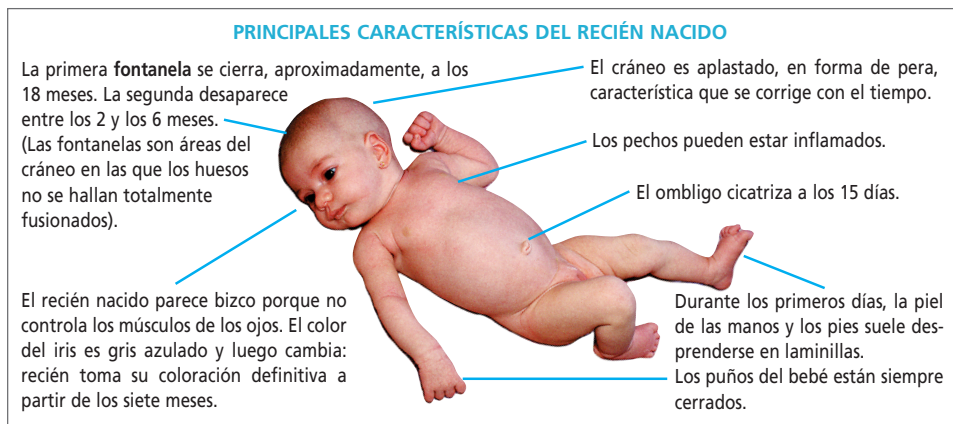 PRINCIPALES CARACTERÍSTICAS DEL RECIÉN NACIDO
La primera fontanela se cierra, aproximadamente, a los
18 meses. La segunda desaparece
entre los 2 y los 6 meses.
(Las fontanelas son áreas del
cráneo en las que los huesos
no se hallan totalmente
fusionados).
El cráneo es aplastado, en forma de pera,
característica que se corrige con el tiempo.
Los pechos pueden estar inflamados.
El ombligo cicatriza a los 15 días.
El recién nacido parece bizco porque no
controla los músculos de los ojos. El color
del iris es gris azulado y luego cambia:
recién toma su coloración definitiva a
partir de los siete meses.
Durante los primeros días, la piel
de las manos y los pies suele des-
prenderse en laminillas.
Los puños del bebé están siempre
cerrados.